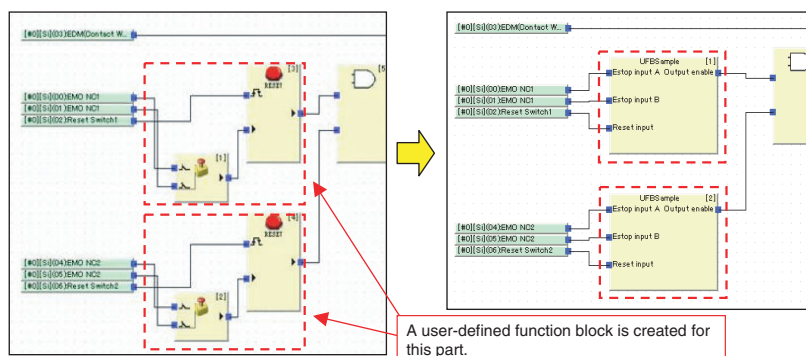 [#0][Si](03):EDM(Contact W...
[3]
RESET
[5
[#0][Si](00):EMO NC1
[#0][Si](01):EMO NC1
[#0][Si](02):Reset Switch1
[1]
[4]
RESET
[#0][Si](04):EMO NC2
[#0][Si](05):EMO NC2
[#0][Si](06):Reset Switch2
[2]
[#0][Si](03):EDM(Contact W...
UFBSample [1]
Estop input A Output enable
[#0][Si](00):EMO NC1
[#0][Si](01):EMO NC1
Estop input B
[#0][Si](02):Reset Switch1
Reset input
UFBSample [2]
Estop input A Output enable
[#0][Si](04):EMO NC2
[#0][Si](05):EMO NC2
Estop input B
[#0][Si](06):Reset Switch2
Reset input
A user-defined function block is created for
this part.